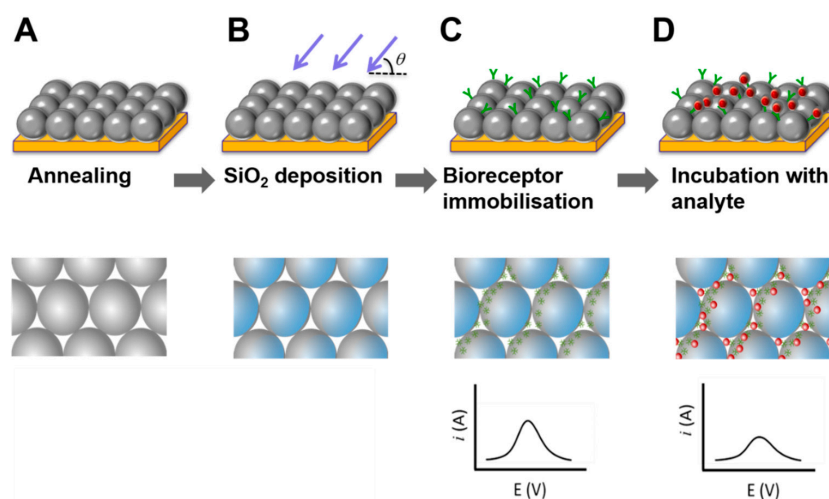 A
B
C
D
θ
Annealing
SiO₂ deposition
Bioreceptor
immobilisation
Incubation with
analyte
i (A)
E (V)
i (A)
E (V)